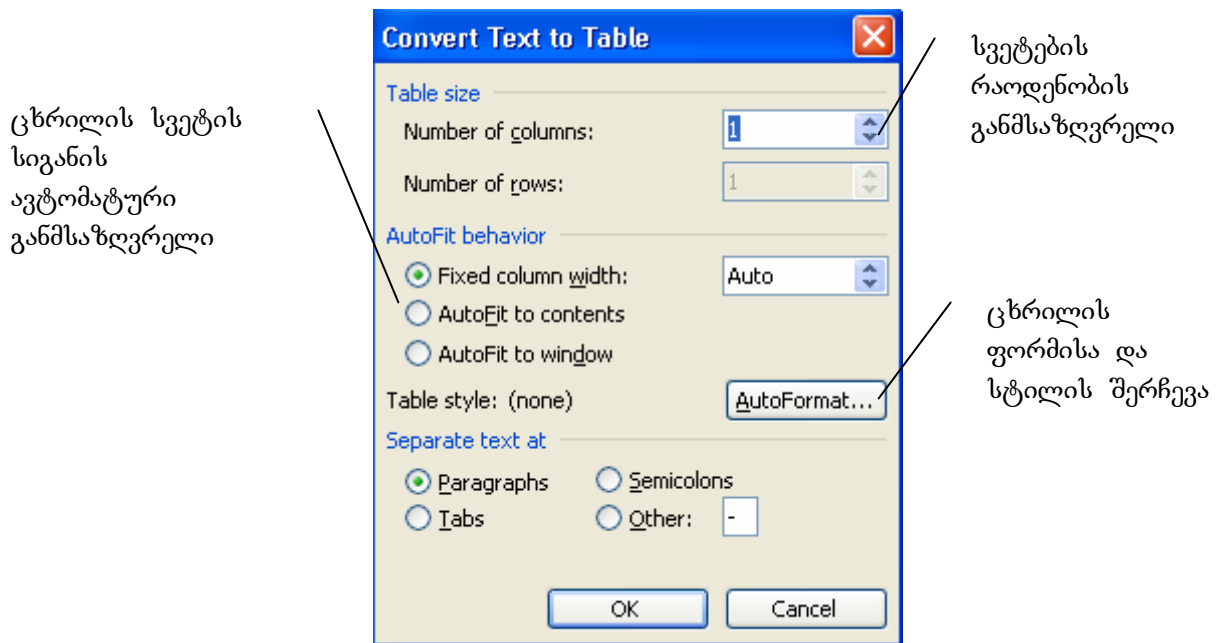 Convert Text to Table
ცხრილის სვეტის
სიგანის
ავტომატური
განმსაზღვრელი
სვეტების
რაოდენობის
განმსაზღვრელი
Table size
Number of columns: 1
Number of rows: 1
AutoFit behavior
Fixed column width: Auto
AutoFit to contents
AutoFit to window
ცხრილის
ფორმისა და
სტილის შერჩევა
Table style: (none) AutoFormat...
Separate text at
Paragraphs Semicolons
Tabs Other: -
OK Cancel